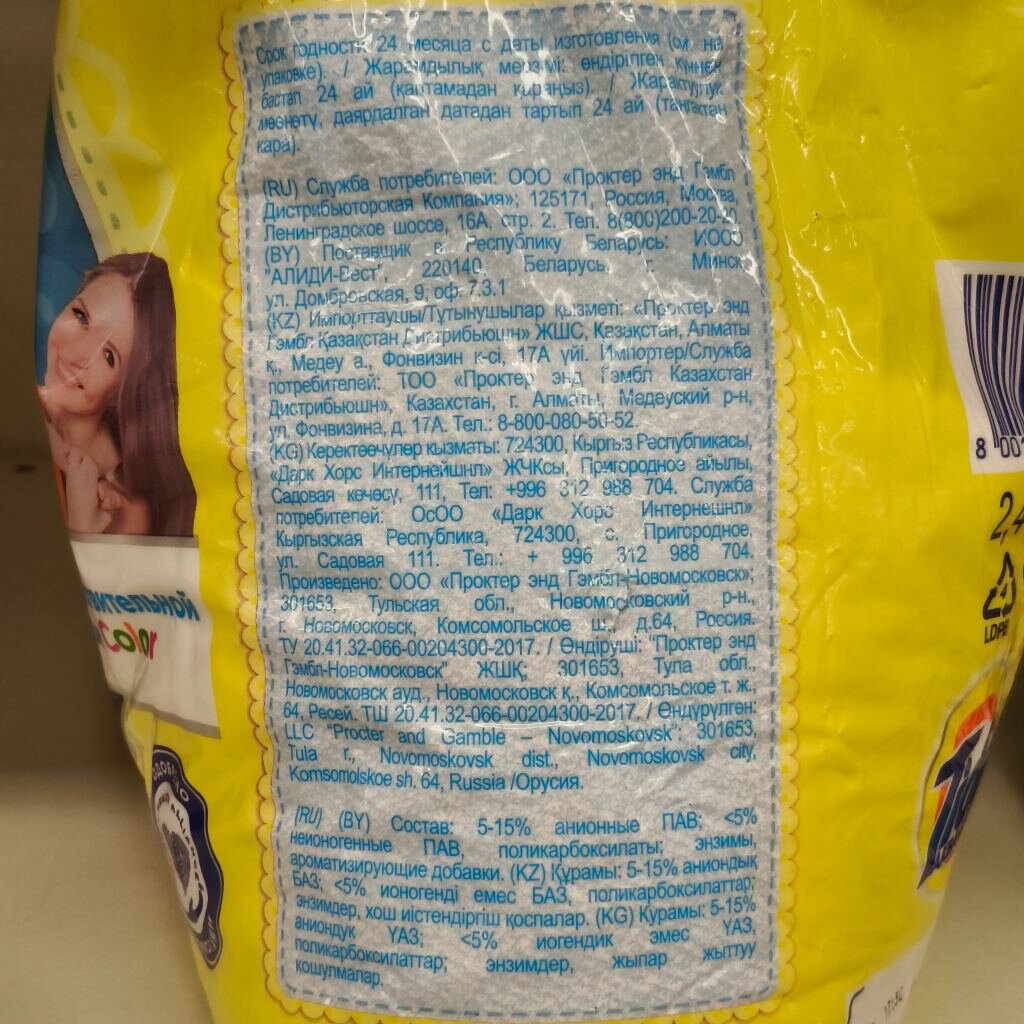 Срок годности: 24 месяца с даты изготовления (см. на
упаковке). / Жарамдылық мерзімі: өндірілген күннен
бастап 24 ай (қаптамадан қараңыз). / Жарактуулук
мөөнөтү, даярдалган датадан тартып 24 ай (таңгактан
кара).
(RU) Служба потребителей: ООО «Проктер энд Гэмбл
Дистрибьюторская Компания»; 125171, Россия, Москва,
Ленинградское шоссе, 16А, стр. 2. Тел. 8(800)200-20-20.
(BY) Поставщик в Республику Беларусь: ИООО
"АЛИДИ-Вест", 220140, Беларусь, г. Минск,
ул. Домбровская, 9, оф. 7.3.1
(KZ) Импорттаушы/Тұтынушылар қызметі: «Проктер энд
Гэмбл Қазақстан Дистрибьюшн» ЖШС, Казақстан, Алматы
қ., Медеу а., Фонвизин к-сі, 17А үйі. Импортер/Служба
потребителей: ТОО «Проктер энд Гэмбл Казахстан
Дистрибьюшн», Казахстан, г. Алматы, Медеуский р-н,
ул. Фонвизина, д. 17А. Тел.: 8-800-080-50-52.
(KG) Керектөөчүлөр кызматы: 724300, Кыргыз Республикасы,
«Дарк Хорс Интернейшнл» ЖЧКсы, Пригородное айылы,
Садовая көчөсү, 111, Тел: +996 312 988 704. Служба
потребителей: ОсОО «Дарк Хорс Интернешнл»
Кыргызская Республика, 724300, с. Пригородное,
ул. Садовая 111. Тел.: + 996 312 988 704.
Произведено: ООО «Проктер энд Гэмбл-Новомосковск»;
301653, Тульская обл., Новомосковский р-н.,
г. Новомосковск, Комсомольское ш., д.64, Россия.
ТУ 20.41.32-066-00204300-2017. / Өндіруші: "Проктер энд
Гэмбл-Новомосковск" ЖШҚ; 301653, Тула обл.,
Новомосковск ауд., Новомосковск қ., Комсомольское т. ж.,
64, Ресей. ТШ 20.41.32-066-00204300-2017. / Өндүрүлгөн:
LLC "Procter and Gamble – Novomoskovsk": 301653,
Tula r., Novomoskovsk dist., Novomoskovsk city,
Komsomolskoe sh. 64, Russia /Орусия.
(RU) (BY) Состав: 5-15% анионные ПАВ; <5%
неионогенные ПАВ, поликарбоксилаты; энзимы,
ароматизирующие добавки. (KZ) Құрамы: 5-15% аниондық
БАЗ; <5% ионогенді емес БАЗ, поликарбоксилаттар;
энзимдер, хош иістендіргіш қоспалар. (KG) Курамы: 5-15%
аниондук ҮАЗ; <5% иогендик эмес ҮАЗ,
поликарбоксилаттар; энзимдер, жыпар жыттуу
кошулмалар.
Color
8 001
2,4
4
LDPE